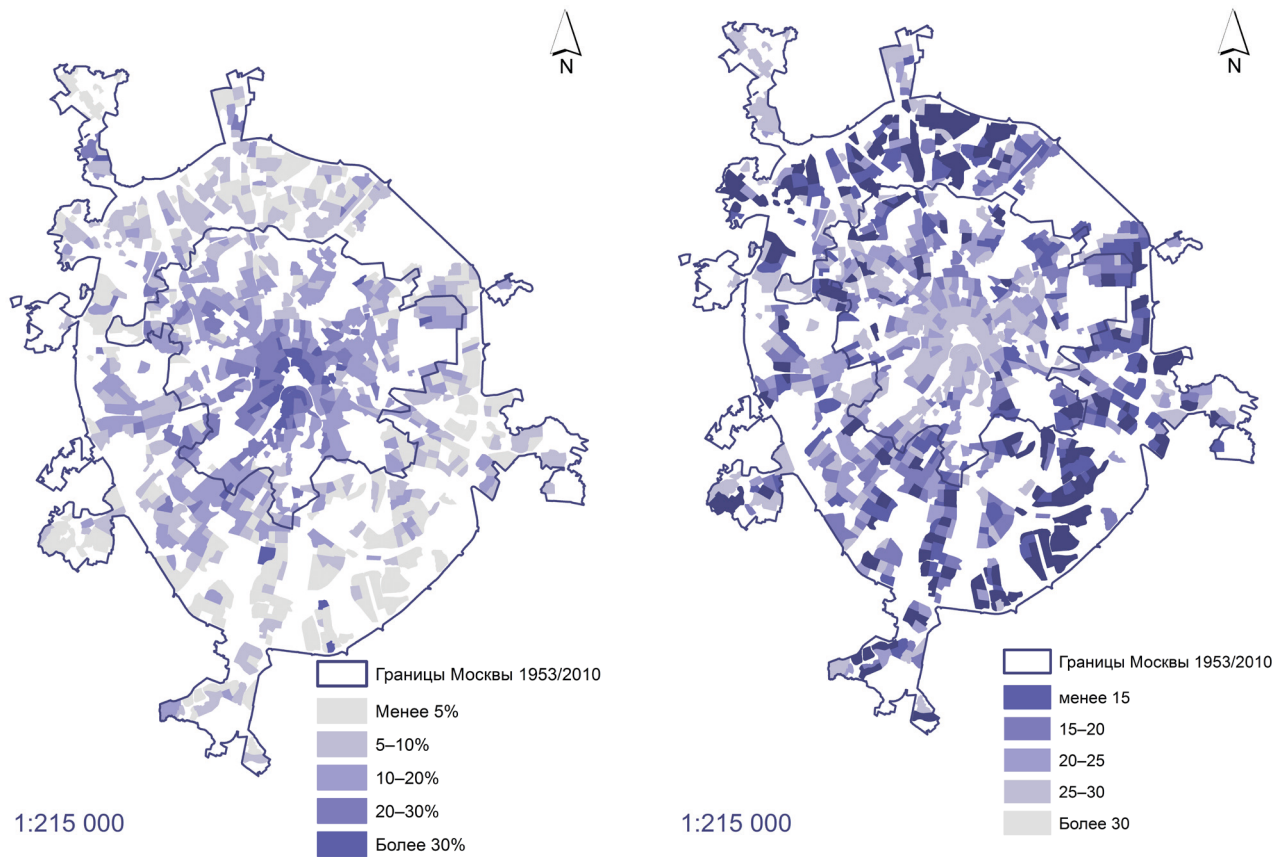 N
Границы Москвы 1953/2010
Менее 5%
5–10%
10–20%
20–30%
Более 30%
1:215 000
N
Границы Москвы 1953/2010
менее 15
15–20
20–25
25–30
Более 30
1:215 000